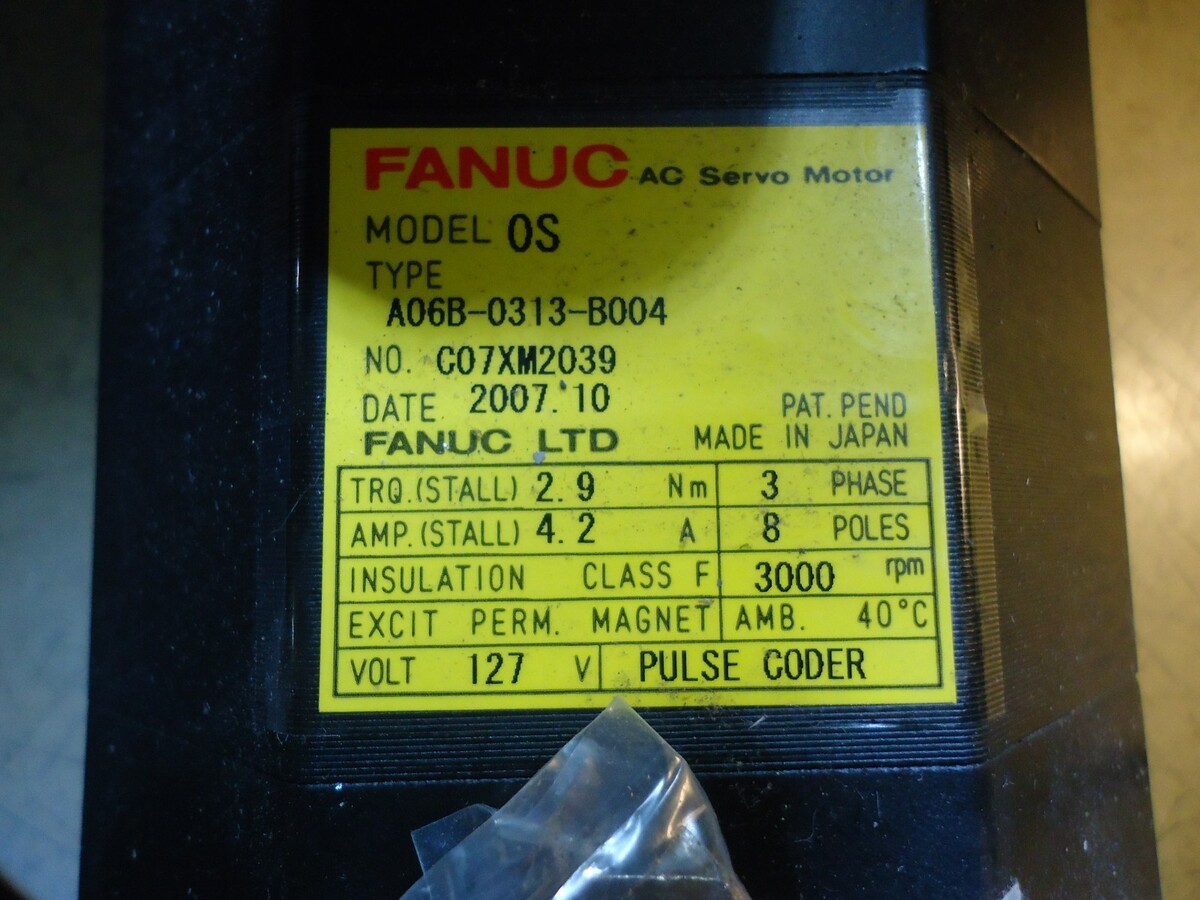 FANUC AC Servo Motor
MODEL 0S
TYPE
A06B-0313-B004
NO. C07XM2039
DATE 2007.10
PAT. PEND
FANUC LTD MADE IN JAPAN
TRQ.(STALL) 2.9 Nm 3 PHASE
AMP.(STALL) 4.2 A 8 POLES
INSULATION CLASS F 3000 rpm
EXCIT PERM. MAGNET AMB. 40°C
VOLT 127 V PULSE CODER